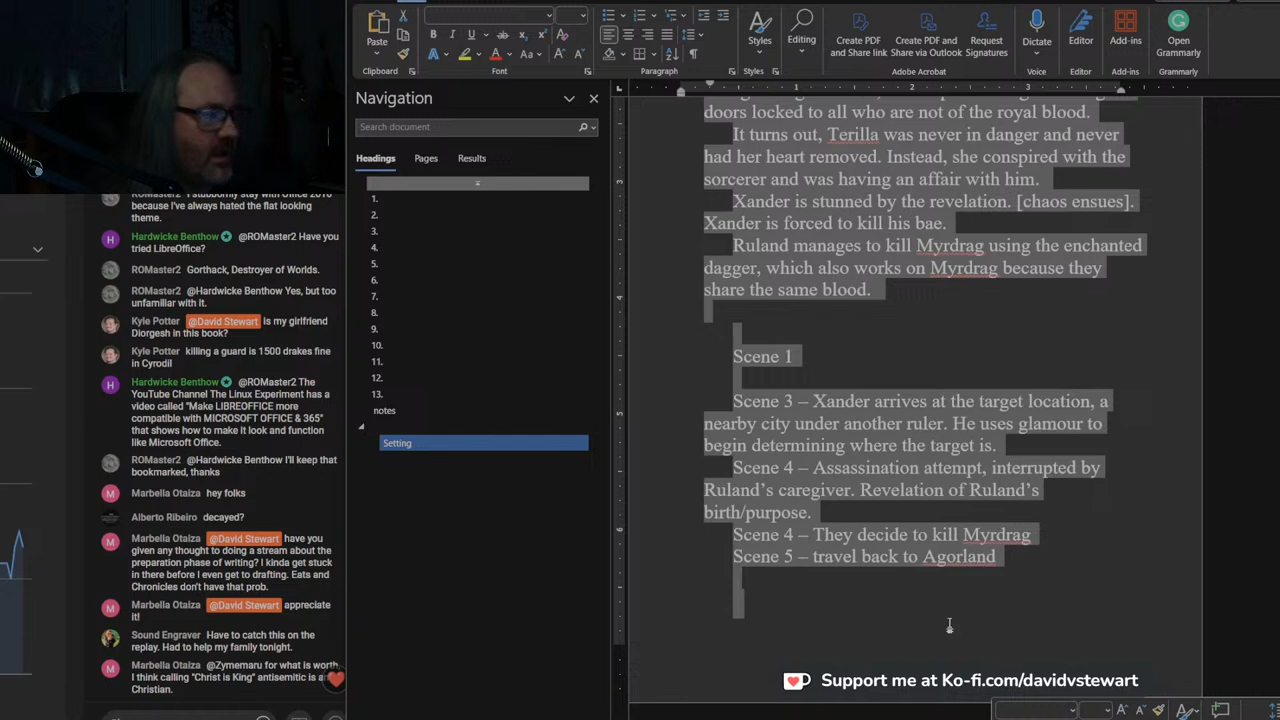 Paste
Clipboard
Font
Paragraph
Styles
Styles
Editing
Create PDF
and Share link
Create PDF and
Share via Outlook
Request
Signatures
Adobe Acrobat
Dictate
Voice
Editor
Editor
Add-ins
Add-ins
Open
Grammarly
Grammarly
Navigation
Search document
Headings
Pages
Results
1.
2.
3.
4.
5.
6.
7.
8.
9.
10.
11.
12.
13.
notes
Setting
because I've always hated the flat looking
theme.
Hardwicke Benthow @ROMaster2 Have you
tried LibreOffice?
ROMaster2 Gorthack, Destroyer of Worlds.
ROMaster2 @Hardwicke Benthow Yes, but too
unfamiliar with it.
Kyle Potter @David Stewart is my girlfriend
Diorgesh in this book?
Kyle Potter killing a guard is 1500 drakes fine
in Cyrodil
Hardwicke Benthow @ROMaster2 The
YouTube Channel The Linux Experiment has a
video called "Make LIBREOFFICE more
compatible with MICROSOFT OFFICE & 365"
that shows how to make it look and function
like Microsoft Office.
ROMaster2 @Hardwicke Benthow I'll keep that
bookmarked, thanks
Marbella Otaiza hey folks
Alberto Ribeiro decayed?
Marbella Otaiza @David Stewart have you
given any thought to doing a stream about the
preparation phase of writing? I kinda get stuck
in there before I even get to drafting. Eats and
Chronicles don't have that prob.
Marbella Otaiza @David Stewart appreciate
it!
Sound Engraver Have to catch this on the
replay. Had to help my family tonight.
Marbella Otaiza @Zymemaru for what is worth
I think calling "Christ is King" antisemitic is an
Christian.
doors locked to all who are not of the royal blood.
It turns out, Terilla was never in danger and never
had her heart removed. Instead, she conspired with the
sorcerer and was having an affair with him.
Xander is stunned by the revelation. [chaos ensues].
Xander is forced to kill his bae.
Ruland manages to kill Myrdrag using the enchanted
dagger, which also works on Myrdrag because they
share the same blood.
Scene 1
Scene 3 – Xander arrives at the target location, a
nearby city under another ruler. He uses glamour to
begin determining where the target is.
Scene 4 – Assassination attempt, interrupted by
Ruland's caregiver. Revelation of Ruland's
birth/purpose.
Scene 4 – They decide to kill Myrdrag
Scene 5 – travel back to Agorland
Support me at Ko-fi.com/davidvstewart